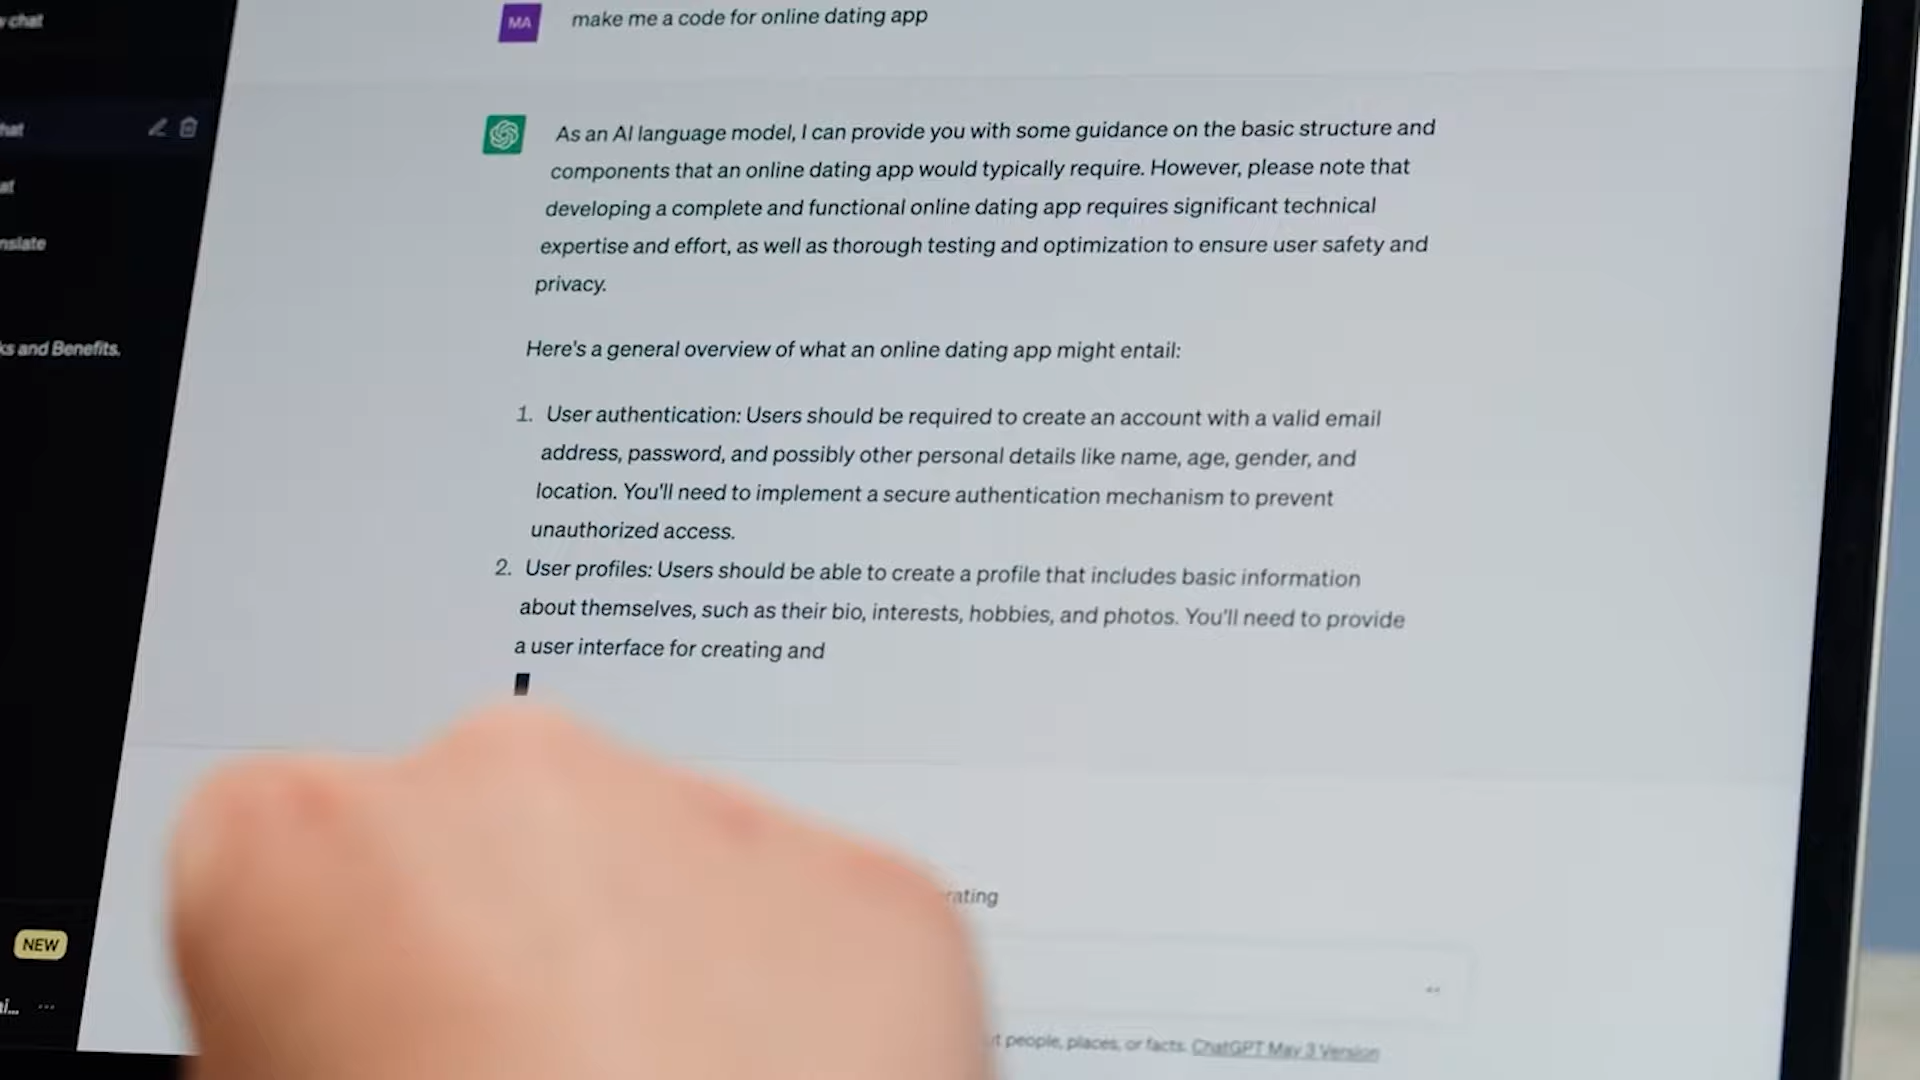 chat
MA
make me a code for online dating app
As an AI language model, I can provide you with some guidance on the basic structure and
components that an online dating app would typically require. However, please note that
developing a complete and functional online dating app requires significant technical
expertise and effort, as well as thorough testing and optimization to ensure user safety and
privacy.
Here's a general overview of what an online dating app might entail:
1. User authentication: Users should be required to create an account with a valid email
address, password, and possibly other personal details like name, age, gender, and
location. You'll need to implement a secure authentication mechanism to prevent
unauthorized access.
2. User profiles: Users should be able to create a profile that includes basic information
about themselves, such as their bio, interests, hobbies, and photos. You'll need to provide
a user interface for creating and
hat
at
nslate
ks and Benefits.
rating
NEW
ai...
people, places, or facts. ChatGPT May 3 Version